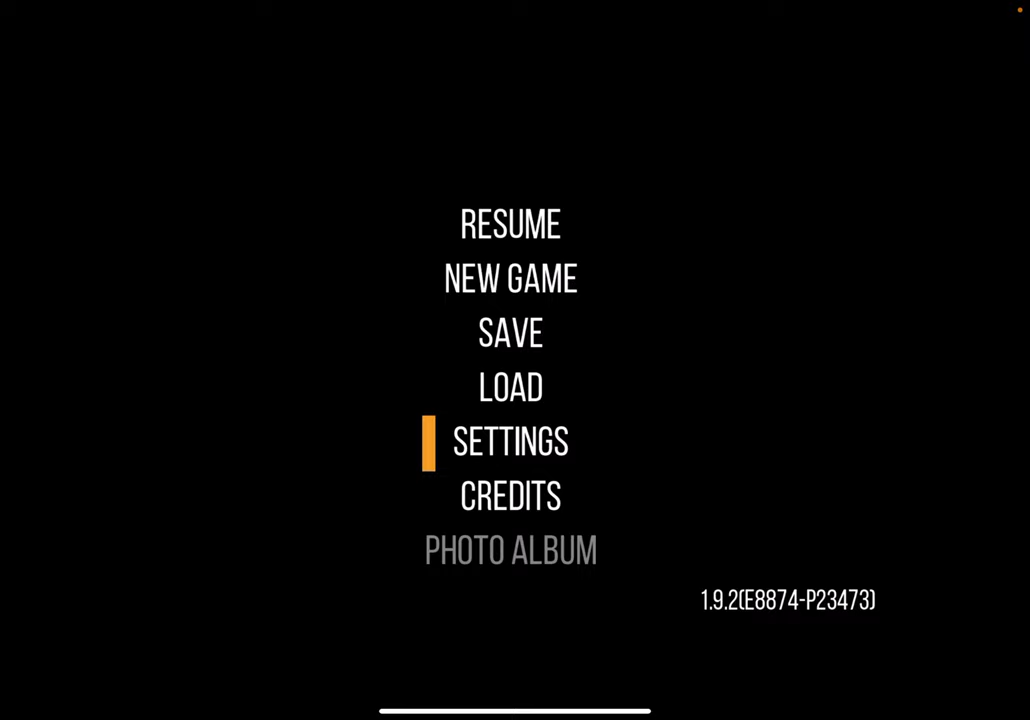 RESUME
NEW GAME
SAVE
LOAD
SETTINGS
CREDITS
PHOTO ALBUM
1.9.2(E8874-P23473)